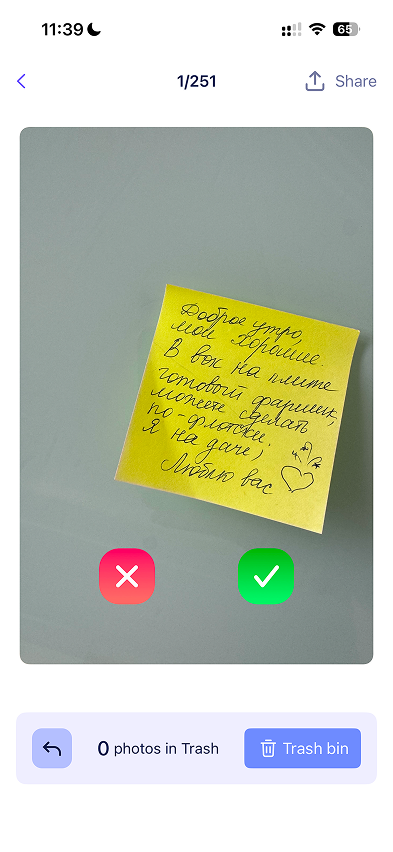 11:39
65
1/251
Share
Доброе утро,
мои хорошие.
В вок на плите
готовый фаршик,
можете сделать
по-флотски.
Я на даче,
Люблю вас
0 photos in Trash
Trash bin